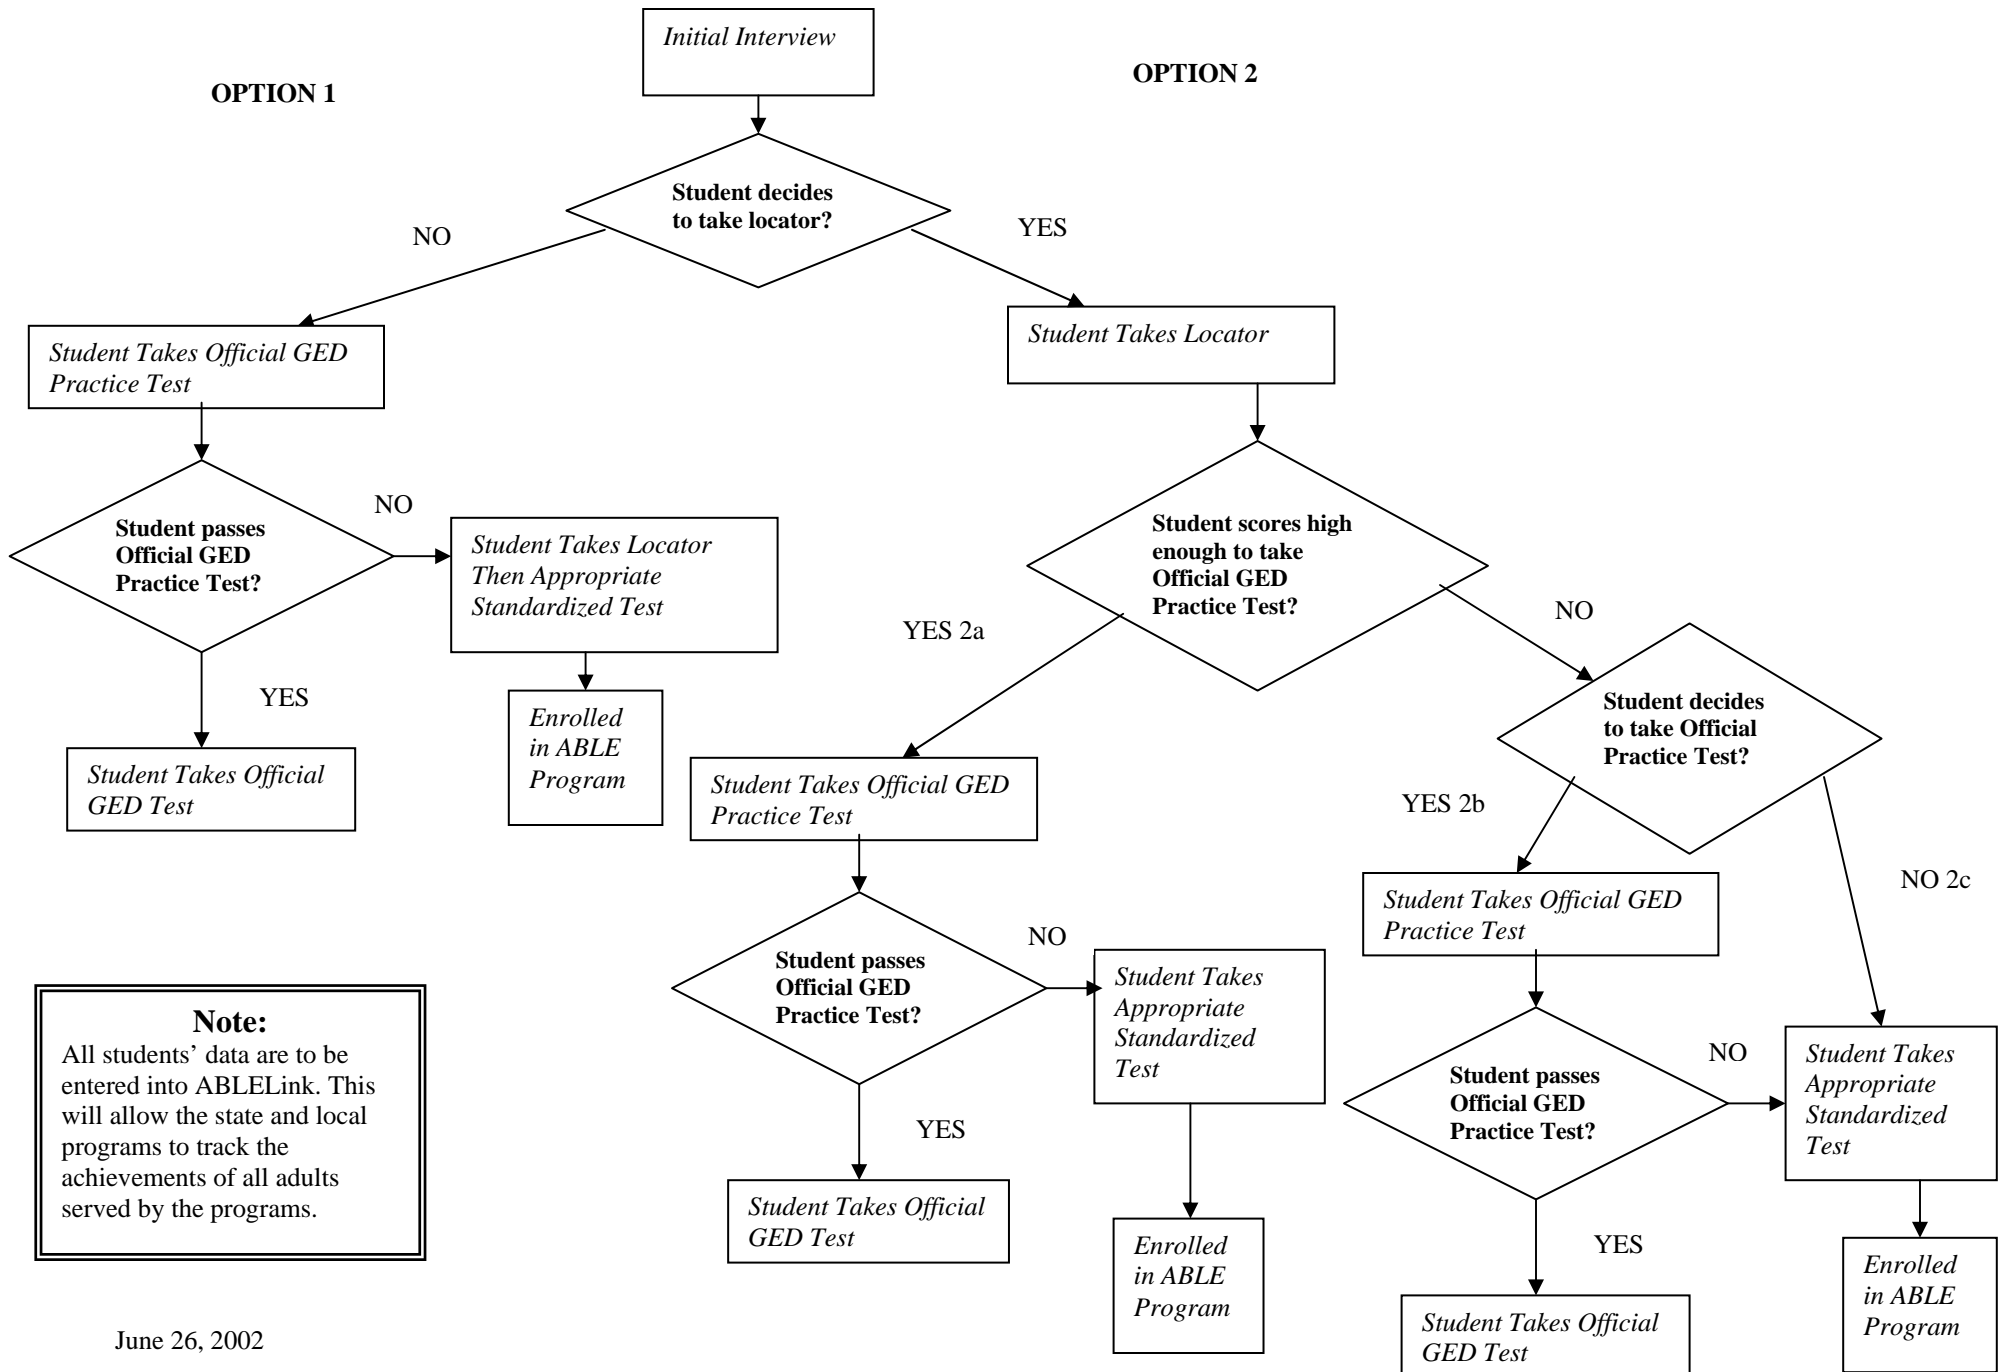 Initial Interview
OPTION 1
OPTION 2
Student decides
to take locator?
NO
YES
Student Takes Official GED
Practice Test
Student Takes Locator
Student passes
Official GED
Practice Test?
NO
Student Takes Locator
Then Appropriate
Standardized Test
YES
Enrolled
in ABLE
Program
Student Takes Official
GED Test
Student scores high
enough to take
Official GED
Practice Test?
YES 2a
NO
Student decides
to take Official
Practice Test?
Student Takes Official GED
Practice Test
YES 2b
NO 2c
Student Takes Official GED
Practice Test
Student passes
Official GED
Practice Test?
NO
Student Takes
Appropriate
Standardized
Test
YES
Student Takes Official
GED Test
Enrolled
in ABLE
Program
Student passes
Official GED
Practice Test?
NO
Student Takes
Appropriate
Standardized
Test
YES
Student Takes Official
GED Test
Enrolled
in ABLE
Program
Note:
All students’ data are to be
entered into ABLELink. This
will allow the state and local
programs to track the
achievements of all adults
served by the programs.
June 26, 2002